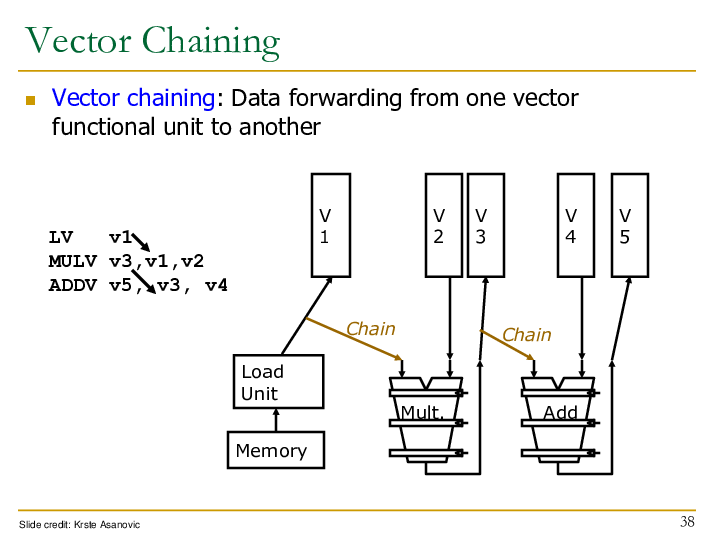 Vector Chaining
Vector chaining: Data forwarding from one vector
functional unit to another
LV v1
MULV v3,v1,v2
ADDV v5, v3, v4
V
1
V
2
V
3
V
4
V
5
Chain
Chain
Load
Unit
Mult.
Add
Memory
Slide credit: Krste Asanovic
38